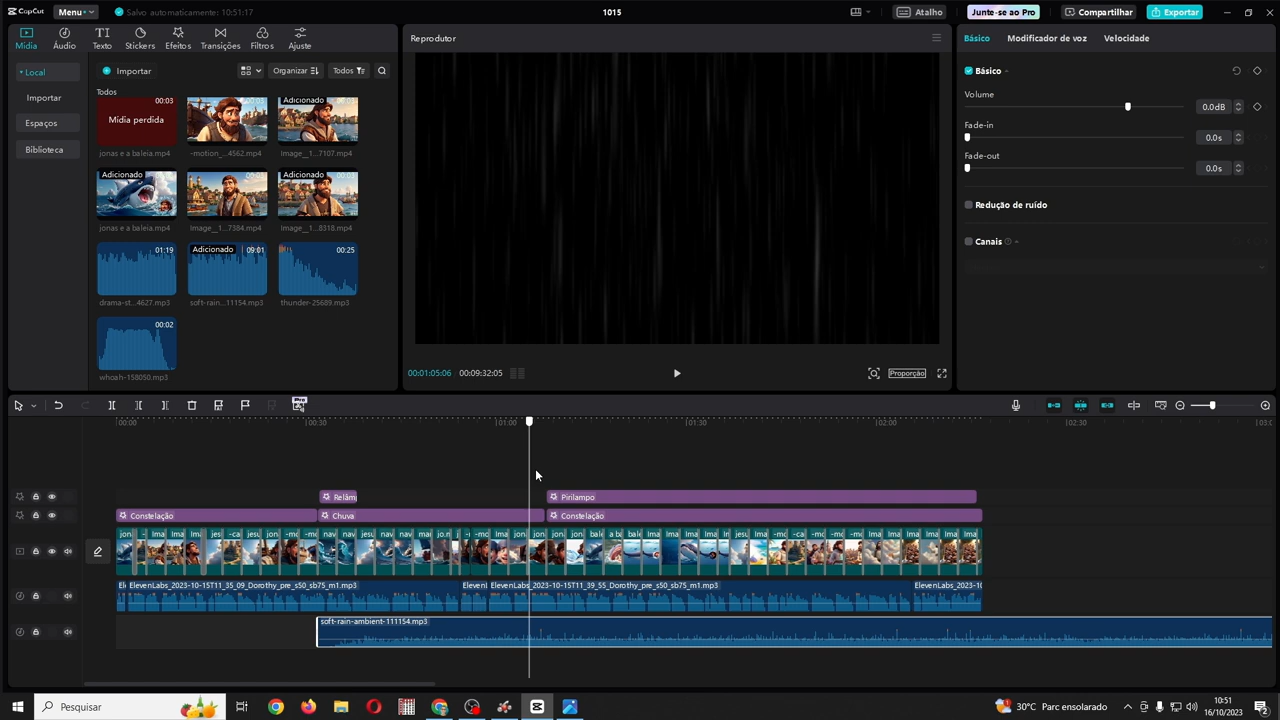 CapCut
Menu
Salvo automaticamente: 10:51:17
1015
Atalho
Junte-se ao Pro
Compartilhar
Exportar
Mídia
Áudio
Texto
Stickers
Efeitos
Transições
Filtros
Ajuste
Local
Importar
Espaços
Biblioteca
Importar
Organizar
Todos
Todos
00:03
Mídia perdida
jonas e a baleia.mp4
00:03
-motion_...4562.mp4
Adicionado
Image_1...7107.mp4
Adicionado
jonas e a baleia.mp4
Image_1...7384.mp4
Adicionado
Image_1...8318.mp4
01:19
drama-st...4627.mp3
Adicionado
09:01
soft-rain...11154.mp3
00:25
thunder-25689.mp3
00:02
whoah-158050.mp3
Reprodutor
00:01:05:06
00:09:32:05
Proporção
Básico
Modificador de voz
Velocidade
Básico
Volume
0.0dB
Fade-in
0.0s
Fade-out
0.0s
Redução de ruído
Canais
Pro
00:00
00:30
01:00
01:30
02:00
02:30
03:0
Relâm
Pirilampo
Constelação
Chuva
Constelação
ElevenLabs_2023-10-15T11_35_09_Dorothy_pre_s50_sb75_m1.mp3
ElevenL
ElevenLabs_2023-10-15T11_39_55_Dorothy_pre_s50_sb75_m1.mp3
ElevenLabs_2023-10
soft-rain-ambient-111154.mp3
Pesquisar
30°C Parc ensolarado
10:51
16/10/2023